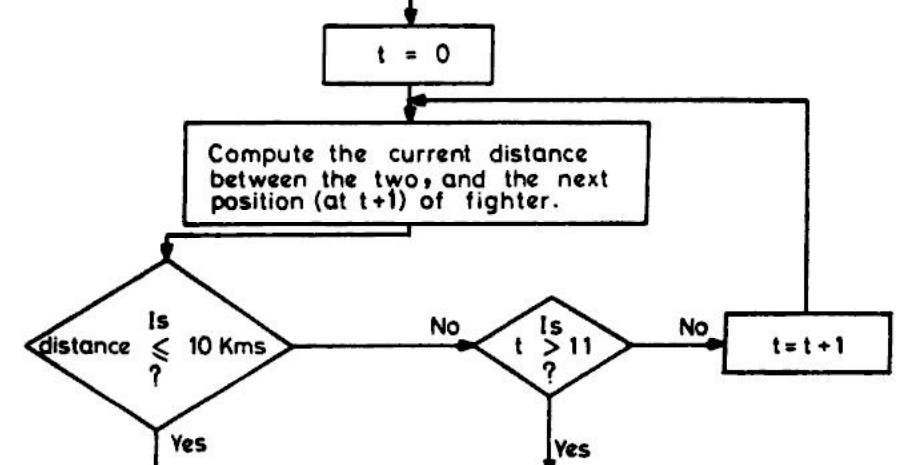 t = 0
Compute the current distance
between the two, and the next
position (at t+1) of fighter.
Is
distance ≤ 10 Kms
?
No
Is
t > 11
?
No
t = t + 1
Yes
Yes